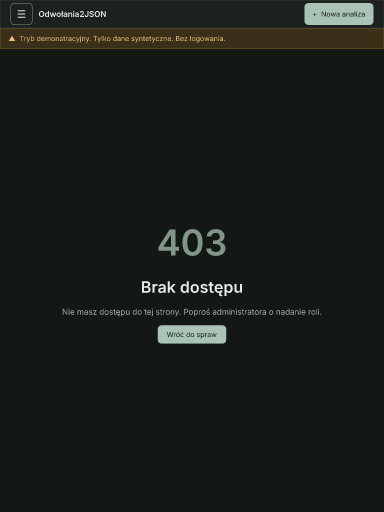 Odwołania2JSON
+ Nowa analiza
Tryb demonstracyjny. Tylko dane syntetyczne. Bez logowania.
403
Brak dostępu
Nie masz dostępu do tej strony. Poproś administratora o nadanie roli.
Wróć do spraw